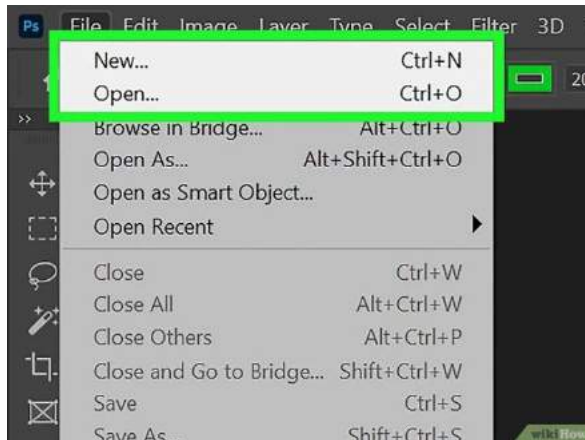 Ps File Edit Image Layer Type Select Filter 3D
New... Ctrl+N
Open... Ctrl+O
20
>>
Browse in Bridge... Alt+Ctrl+O
Open As... Alt+Shift+Ctrl+O
Open as Smart Object...
Open Recent
Close Ctrl+W
Close All Alt+Ctrl+W
Close Others Alt+Ctrl+P
Close and Go to Bridge... Shift+Ctrl+W
Save Ctrl+S
Save As... Shift+Ctrl+S
wikiHow